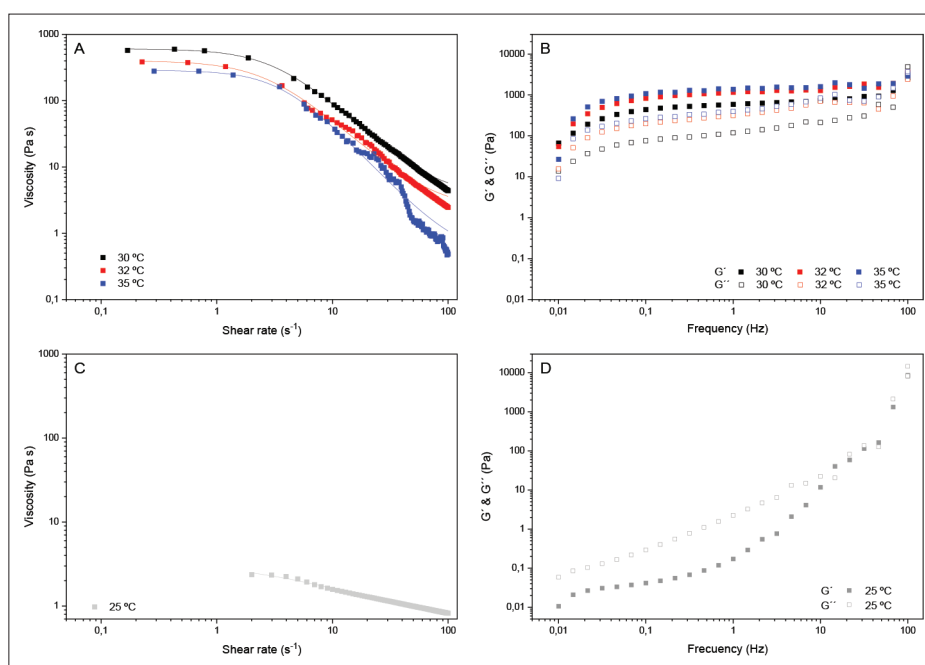 A
Viscosity (Pa s)
1000
100
10
1
0,1
30 ºC
32 ºC
35 ºC
0,1 1 10 100
Shear rate (s⁻¹)
B
G´ & G´´ (Pa)
10000
1000
100
10
1
0,1
0,01
G´ 30 ºC 32 ºC 35 ºC
G´´ 30 ºC 32 ºC 35 ºC
0,01 0,1 1 10 100
Frequency (Hz)
C
Viscosity (Pa s)
1000
100
10
1
25 ºC
0,1 1 10 100
Shear rate (s⁻¹)
D
G´ & G´´ (Pa)
10000
1000
100
10
1
0,1
0,01
G´ 25 ºC
G´´ 25 ºC
0,01 0,1 1 10 100
Frecuency (Hz)